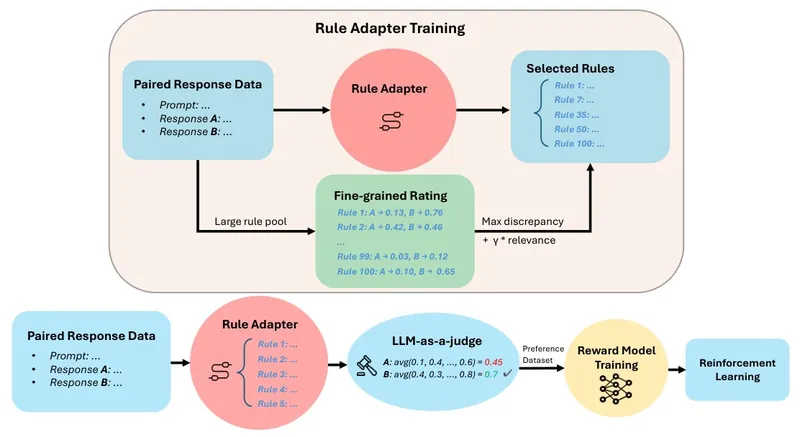 Rule Adapter Training
Paired Response Data
• Prompt: ...
• Response A: ...
• Response B: ...
Rule Adapter
Selected Rules
Rule 1: ...
Rule 7: ...
Rule 35: ...
Rule 50: ...
Rule 100: ...
Large rule pool
Fine-grained Rating
Rule 1: A → 0.13, B → 0.76
Rule 2: A → 0.42, B → 0.46
...
Rule 99: A → 0.03, B → 0.12
Rule 100: A → 0.10, B → 0.65
Max discrepancy
+ γ * relevance
Paired Response Data
• Prompt: ...
• Response A: ...
• Response B: ...
Rule Adapter
Rule 1: ...
Rule 2: ...
Rule 3: ...
Rule 4: ...
Rule 5: ...
LLM-as-a-judge
A: avg(0.1, 0.4, ..., 0.6) = 0.45
B: avg(0.4, 0.3, ..., 0.8) = 0.7 ✓
Preference
Dataset
Reward Model
Training
Reinforcement
Learning